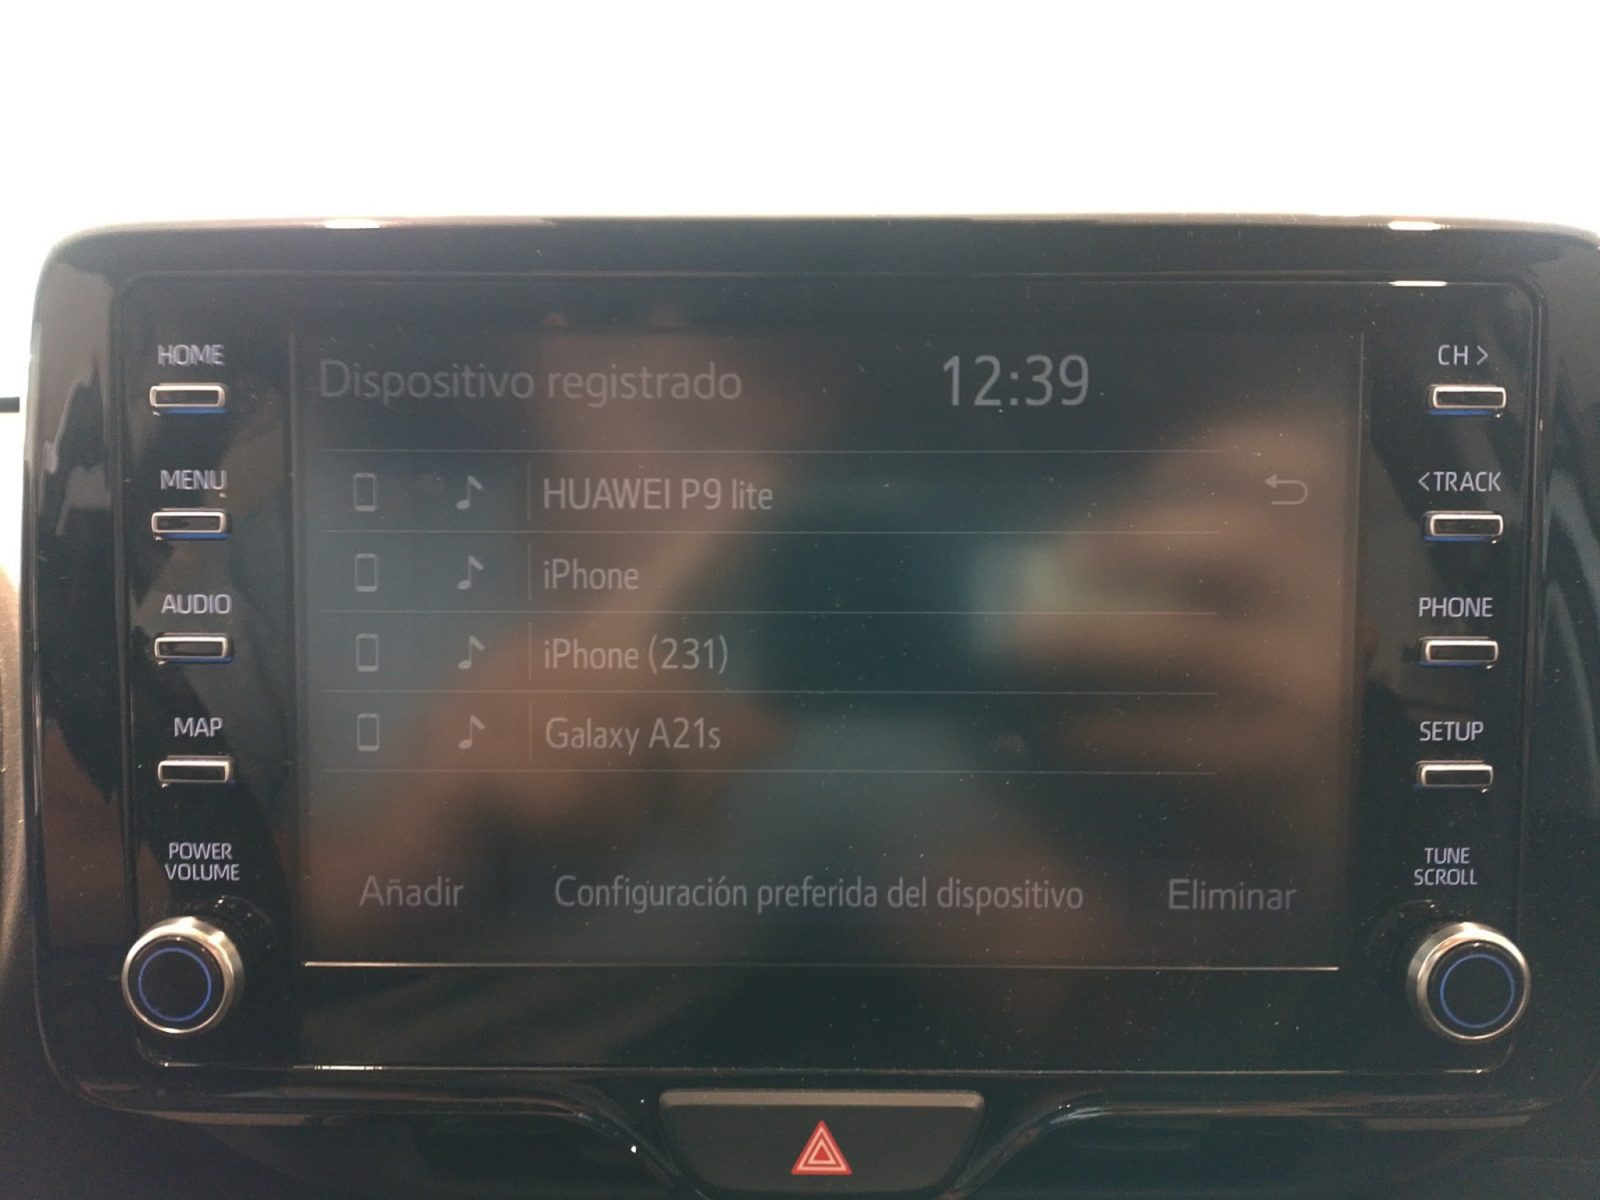 HOME
MENU
AUDIO
MAP
POWER
VOLUME
Dispositivo registrado
12:39
HUAWEI P9 lite
iPhone
iPhone (231)
Galaxy A21s
Añadir
Configuración preferida del dispositivo
Eliminar
CH >
<TRACK
PHONE
SETUP
TUNE
SCROLL